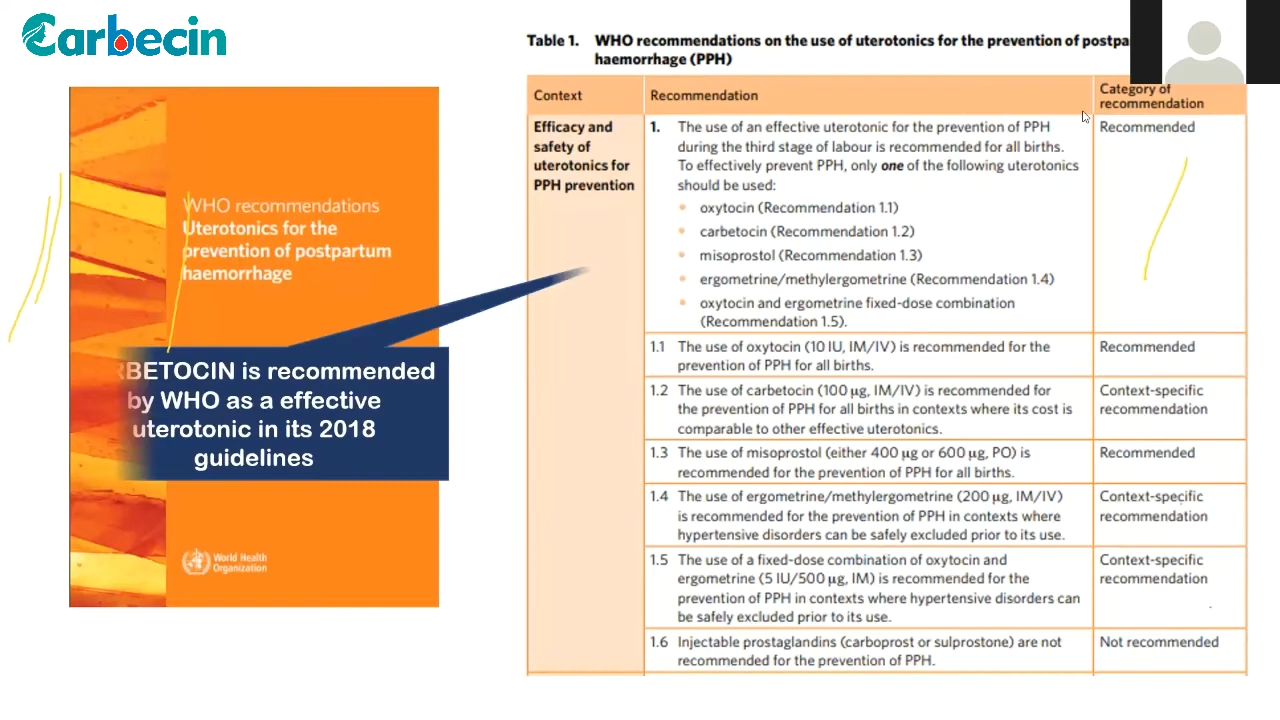 Carbecin
WHO recommendations
Uterotonics for the
prevention of postpartum
haemorrhage
RBETOCIN is recommended
by WHO as a effective
uterotonic in its 2018
guidelines
World Health
Organization
Table 1. WHO recommendations on the use of uterotonics for the prevention of
haemorrhage (PPH)
Context
Recommendation
Category of
recommendation
Efficacy and
safety of
uterotonics for
PPH prevention
1. The use of an effective uterotonic for the prevention of PPH
during the third stage of labour is recommended for all births.
To effectively prevent PPH, only one of the following uterotonics
should be used:
• oxytocin (Recommendation 1.1)
• carbetocin (Recommendation 1.2)
• misoprostol (Recommendation 1.3)
• ergometrine/methylergometrine (Recommendation 1.4)
• oxytocin and ergometrine fixed-dose combination
(Recommendation 1.5).
Recommended
1.1 The use of oxytocin (10 IU, IM/IV) is recommended for the
prevention of PPH for all births.
Recommended
1.2 The use of carbetocin (100 µg, IM/IV) is recommended for
the prevention of PPH for all births in contexts where its cost is
comparable to other effective uterotonics.
Context-specific
recommendation
1.3 The use of misoprostol (either 400 µg or 600 µg, PO) is
recommended for the prevention of PPH for all births.
Recommended
1.4 The use of ergometrine/methylergometrine (200 µg, IM/IV)
is recommended for the prevention of PPH in contexts where
hypertensive disorders can be safely excluded prior to its use.
Context-specific
recommendation
1.5 The use of a fixed-dose combination of oxytocin and
ergometrine (5 IU/500 µg, IM) is recommended for the
prevention of PPH in contexts where hypertensive disorders can
be safely excluded prior to its use.
Context-specific
recommendation
1.6 Injectable prostaglandins (carboprost or sulprostone) are not
recommended for the prevention of PPH.
Not recommended